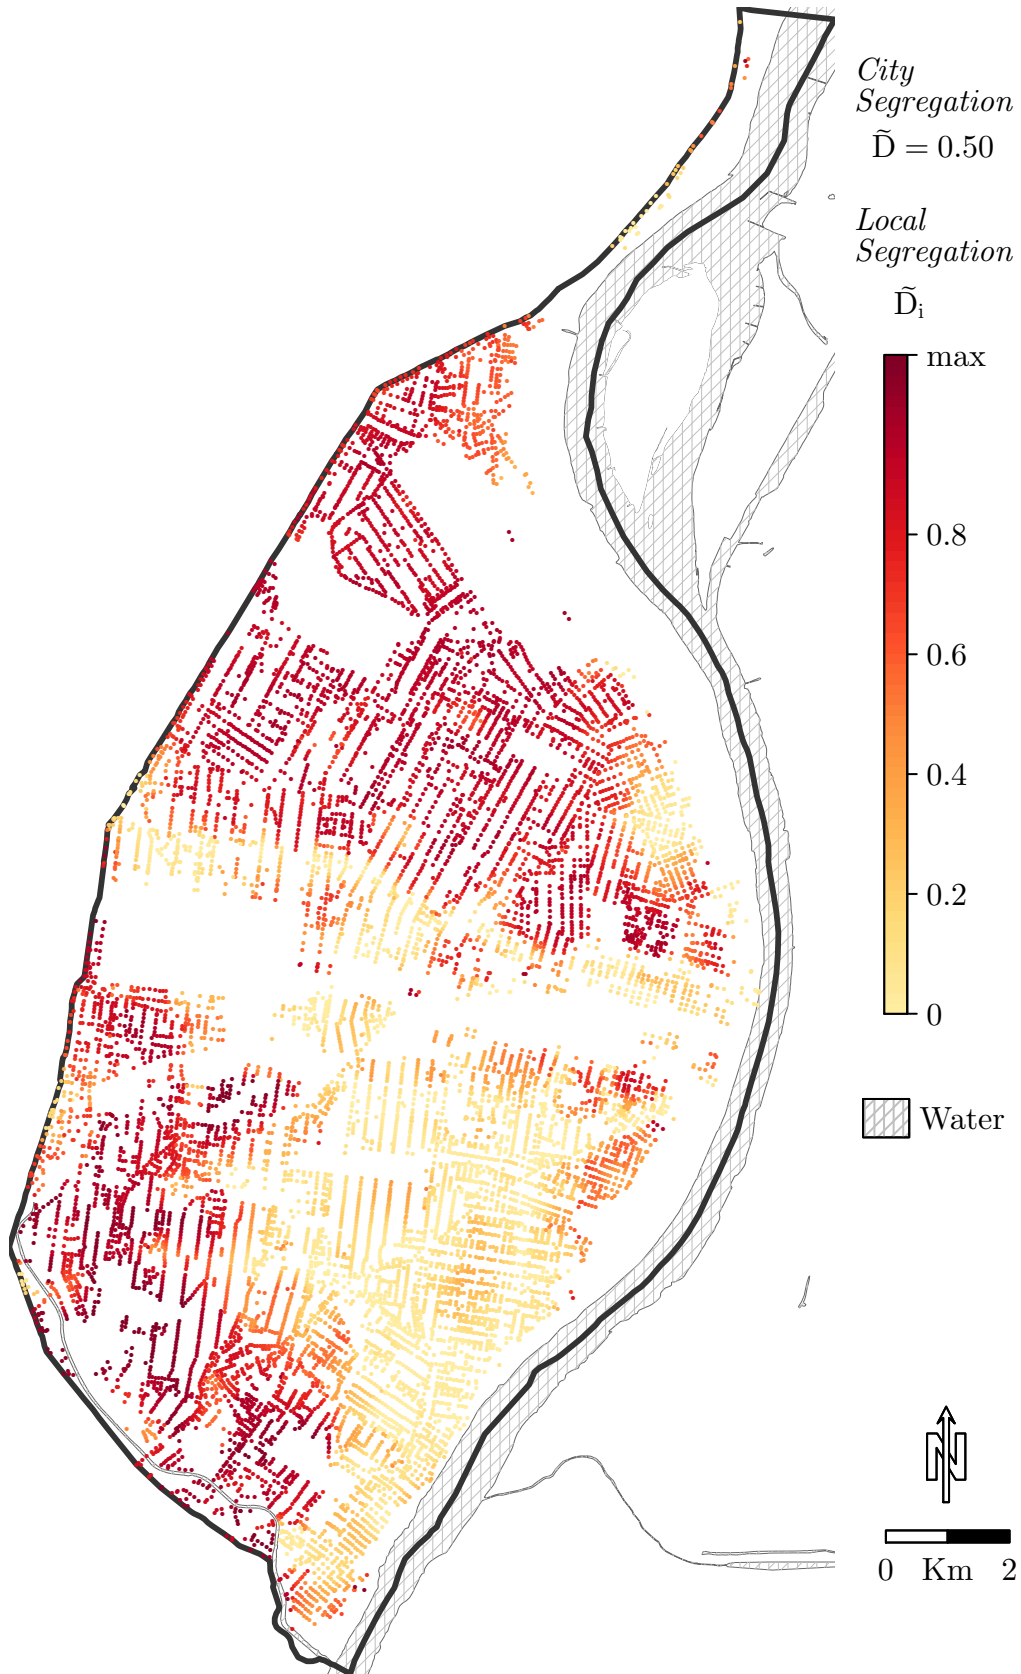 City
Segregation
D̃ = 0.50
Local
Segregation
D̃ᵢ
max
0.8
0.6
0.4
0.2
0
Water
N
0 Km 2